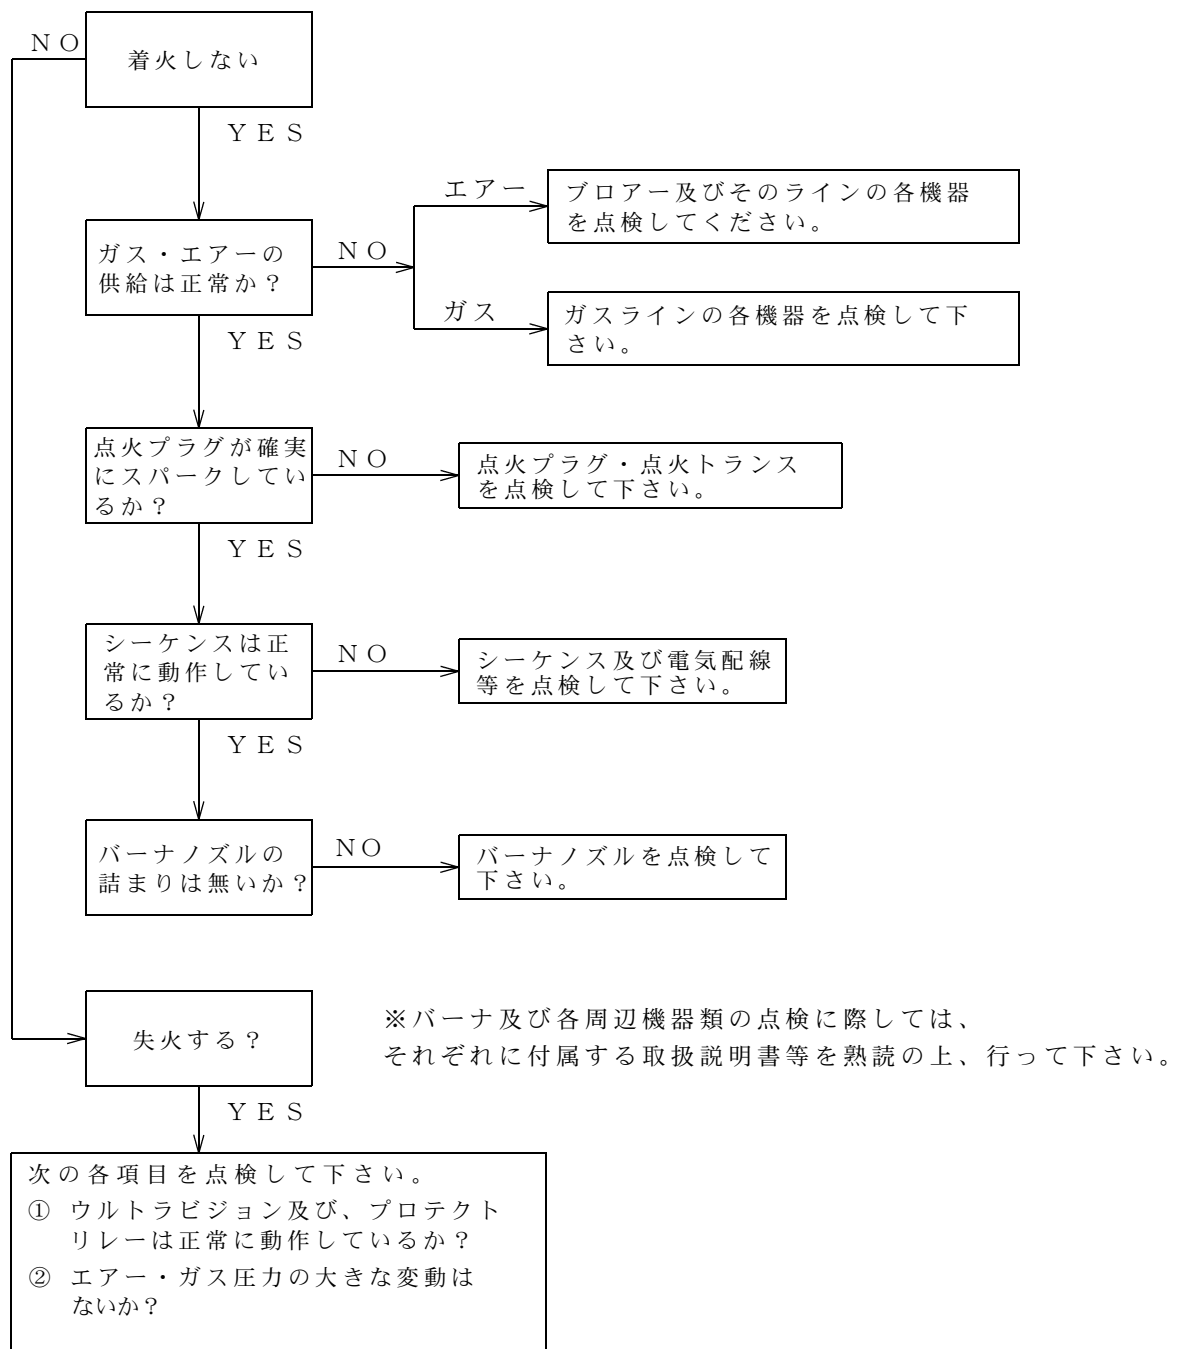 NO
着火しない
YES
エアー
ブロアー及びそのラインの各機器
を点検してください。
ガス・エアーの
供給は正常か？
NO
ガス
ガスラインの各機器を点検して下
さい。
YES
点火プラグが確実
にスパークしてい
るか？
NO
点火プラグ・点火トランス
を点検して下さい。
YES
シーケンスは正
常に動作してい
るか？
NO
シーケンス及び電気配線
等を点検して下さい。
YES
バーナノズルの
詰まりは無いか？
NO
バーナノズルを点検して
下さい。
失火する？
※バーナ及び各周辺機器類の点検に際しては、
それぞれに付属する取扱説明書等を熟読の上、行って下さい。
YES
次の各項目を点検して下さい。
① ウルトラビジョン及び、プロテクト
リレーは正常に動作しているか？
② エアー・ガス圧力の大きな変動は
ないか？